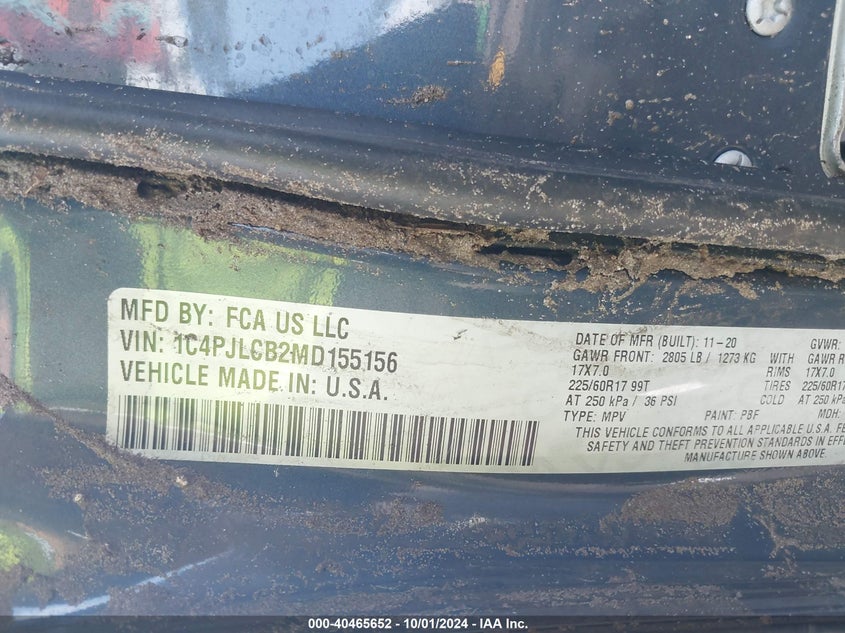 MFD BY: FCA US LLC
VIN: 1C4PJLCB2MD155156
VEHICLE MADE IN: U.S.A.
DATE OF MFR (BUILT): 11-20 GVWR:
GAWR FRONT: 2805 LB / 1273 KG WITH GAWR R
17X7.0 RIMS 17X7.0
225/60R17 99T TIRES 225/60R17
AT 250 kPa / 36 PSI COLD AT 250 kPa
TYPE: MPV PAINT: PBF MDH:
THIS VEHICLE CONFORMS TO ALL APPLICABLE U.S.A. FE
SAFETY AND THEFT PREVENTION STANDARDS IN EFFE
MANUFACTURE SHOWN ABOVE.
000-40465652 - 10/01/2024 - IAA Inc.